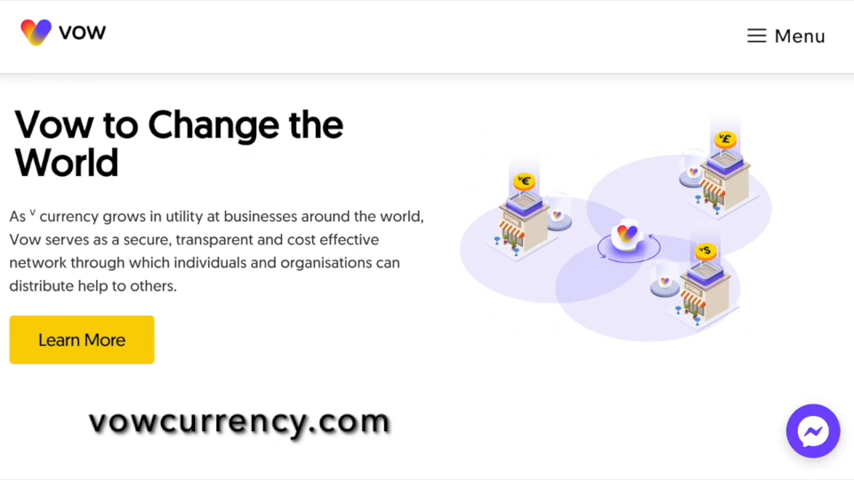 VOW
Menu
Vow to Change the
World
As v currency grows in utility at businesses around the world,
Vow serves as a secure, transparent and cost effective
network through which individuals and organisations can
distribute help to others.
Learn More
vowcurrency.com
v€
v£
v$